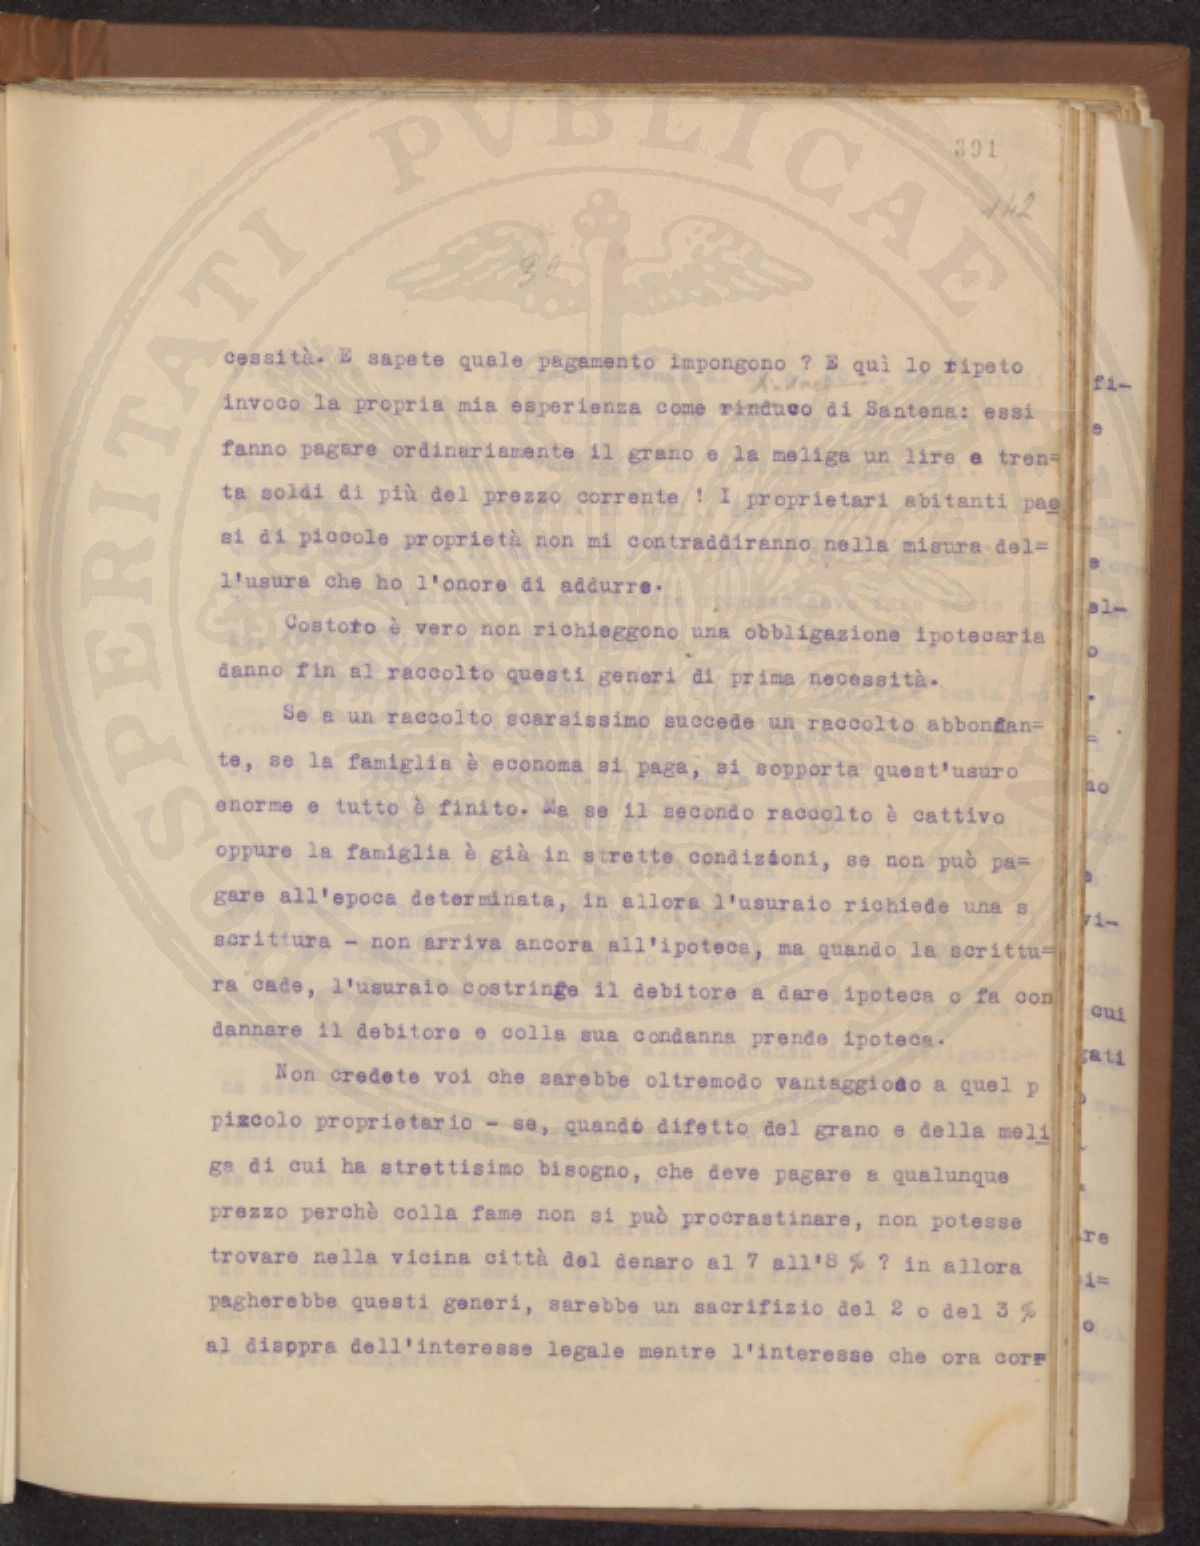 391
142
30
cessità. E sapete quale pagamento impongono ? E quì lo ripeto
invoco la propria mia esperienza come rinduco di Santena: essi
fanno pagare ordinariamente il grano e la meliga un lire e tren=
ta soldi di più del prezzo corrente ! I proprietari abitanti pae
si di piccole proprietà non mi contraddiranno nella misura del=
l'usura che ho l'onore di addurre.
Costoro è vero non richieggono una obbligazione ipotecaria
danno fin al raccolto questi generi di prima necessità.
Se a un raccolto scarsissimo succede un raccolto abbondan=
te, se la famiglia è economa si paga, si sopporta quest'usuro
enorme e tutto è finito. Ma se il secondo raccolto è cattivo
oppure la famiglia è già in strette condizioni, se non può pa=
gare all'epoca determinata, in allora l'usuraio richiede una s
scrittura - non arriva ancora all'ipoteca, ma quando la scrittu=
ra cade, l'usuraio costringe il debitore a dare ipoteca o fa con
dannare il debitore e colla sua condanna prende ipoteca.
Non credete voi che sarebbe oltremodo vantaggioso a quel p
piccolo proprietario - se, quando difetto del grano e della meli
ga di cui ha strettisimo bisogno, che deve pagare a qualunque
prezzo perchè colla fame non si può procrastinare, non potesse
trovare nella vicina città del denaro al 7 all'8 % ? in allora
pagherebbe questi generi, sarebbe un sacrifizio del 2 o del 3 %
al disopra dell'interesse legale mentre l'interesse che ora corr
fi-
e
e
el-
o
=
no
e
vi-
cui
gati
re
i=
o
PROSPERITATI PVBLICAE